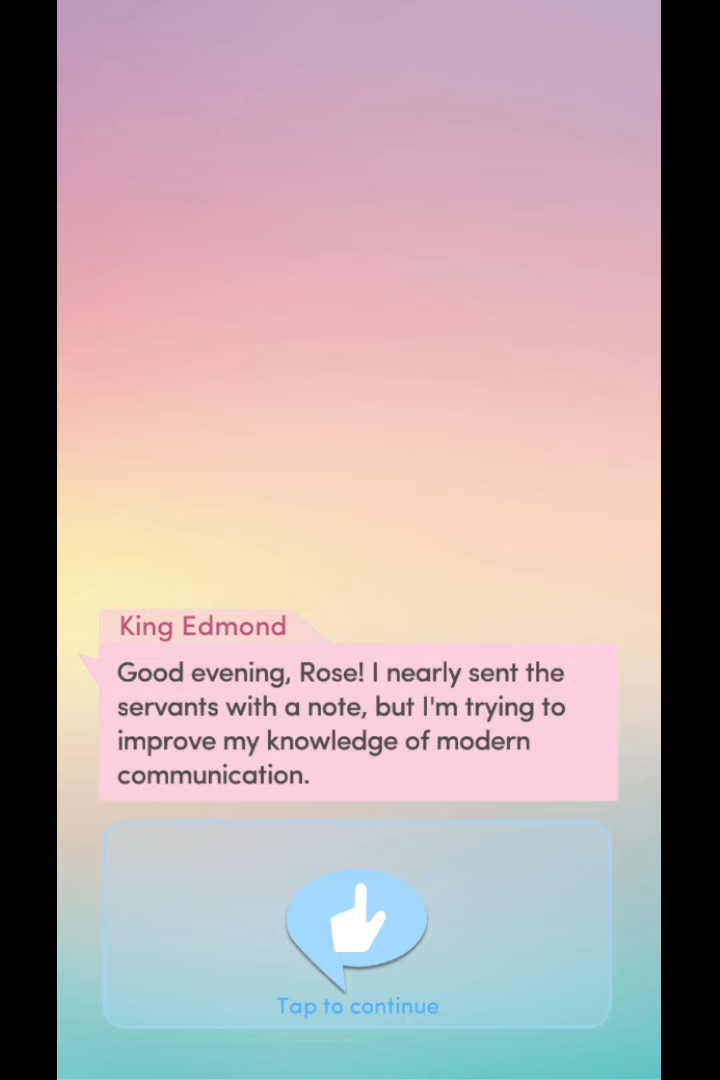 King Edmond
Good evening, Rose! I nearly sent the
servants with a note, but I'm trying to
improve my knowledge of modern
communication.
Tap to continue